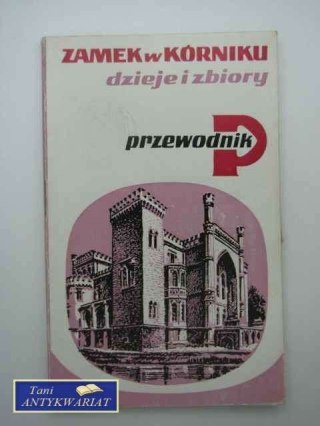 ZAMEK w KÓRNIKU
dzieje i zbiory
przewodnik
P
Tani
ANTYKWARIAT